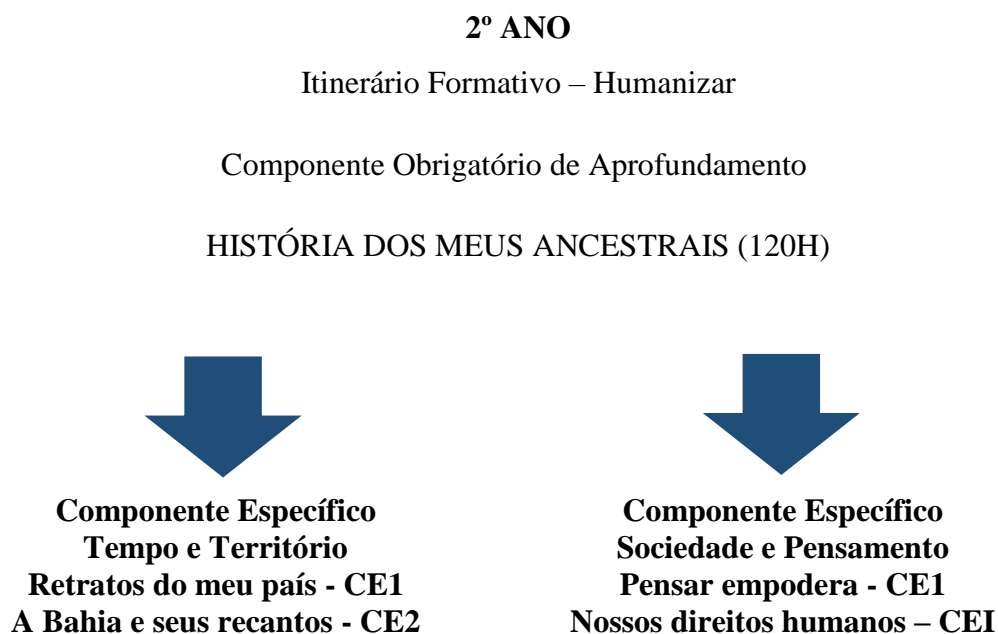 2º ANO
Itinerário Formativo – Humanizar
Componente Obrigatório de Aprofundamento
HISTÓRIA DOS MEUS ANCESTRAIS (120H)
Componente Específico
Tempo e Território
Retratos do meu país - CE1
A Bahia e seus recantos - CE2
Componente Específico
Sociedade e Pensamento
Pensar empodera - CE1
Nossos direitos humanos – CEI